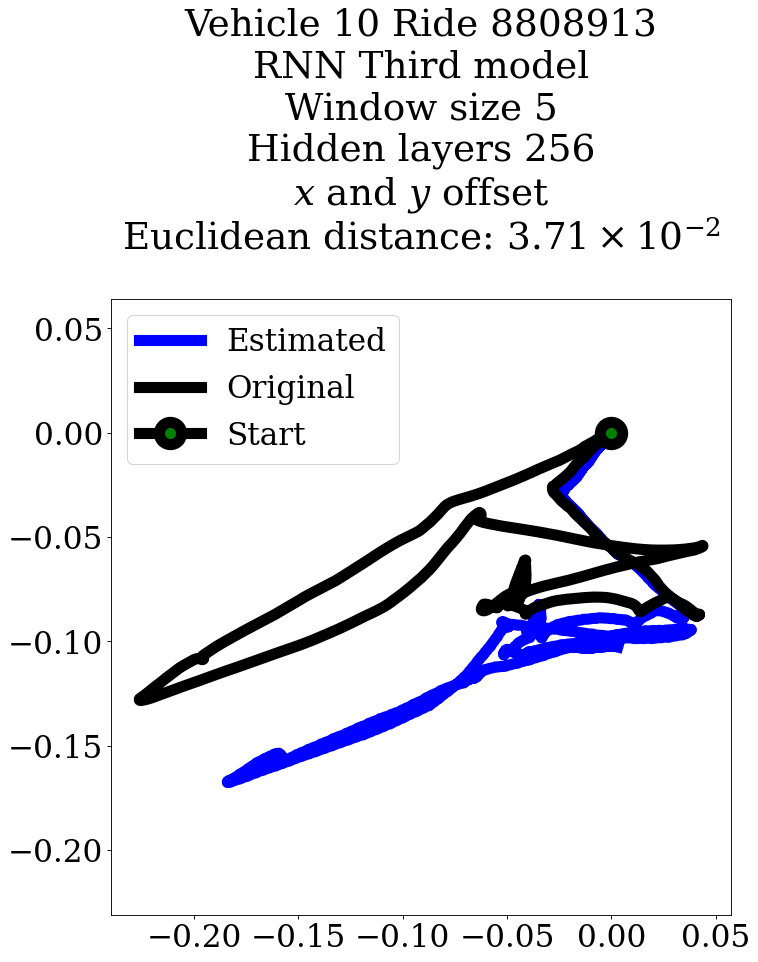 Vehicle 10 Ride 8808913
RNN Third model
Window size 5
Hidden layers 256
x and y offset
Euclidean distance: 3.71 × 10⁻²
Estimated
Original
Start
0.05
0.00
−0.05
−0.10
−0.15
−0.20
−0.20 −0.15 −0.10 −0.05 0.00 0.05